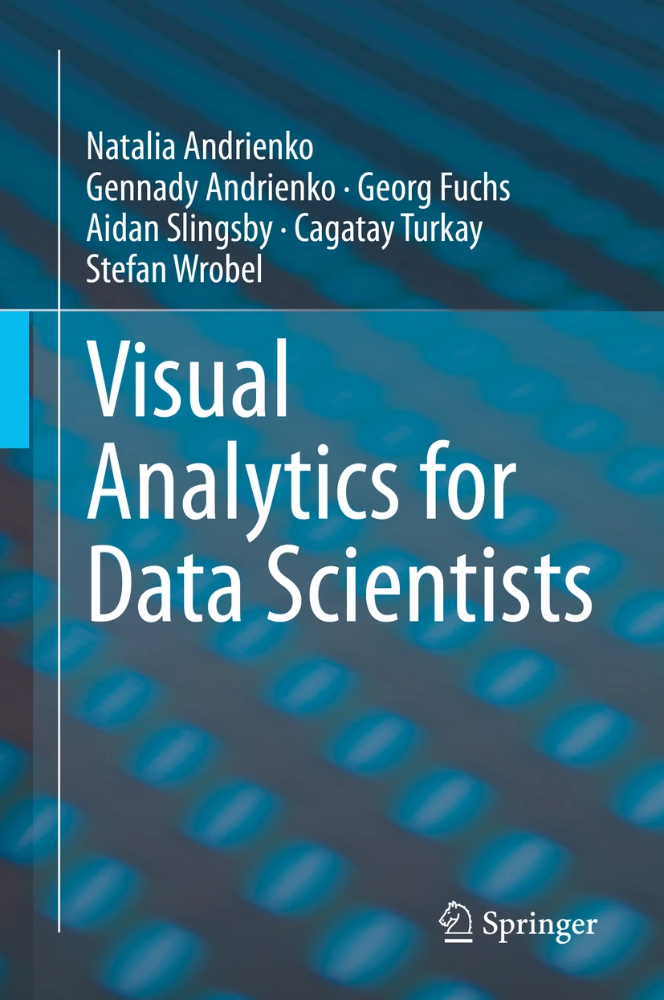 Natalia Andrienko
Gennady Andrienko · Georg Fuchs
Aidan Slingsby · Cagatay Turkay
Stefan Wrobel
Visual
Analytics for
Data Scientists
Springer